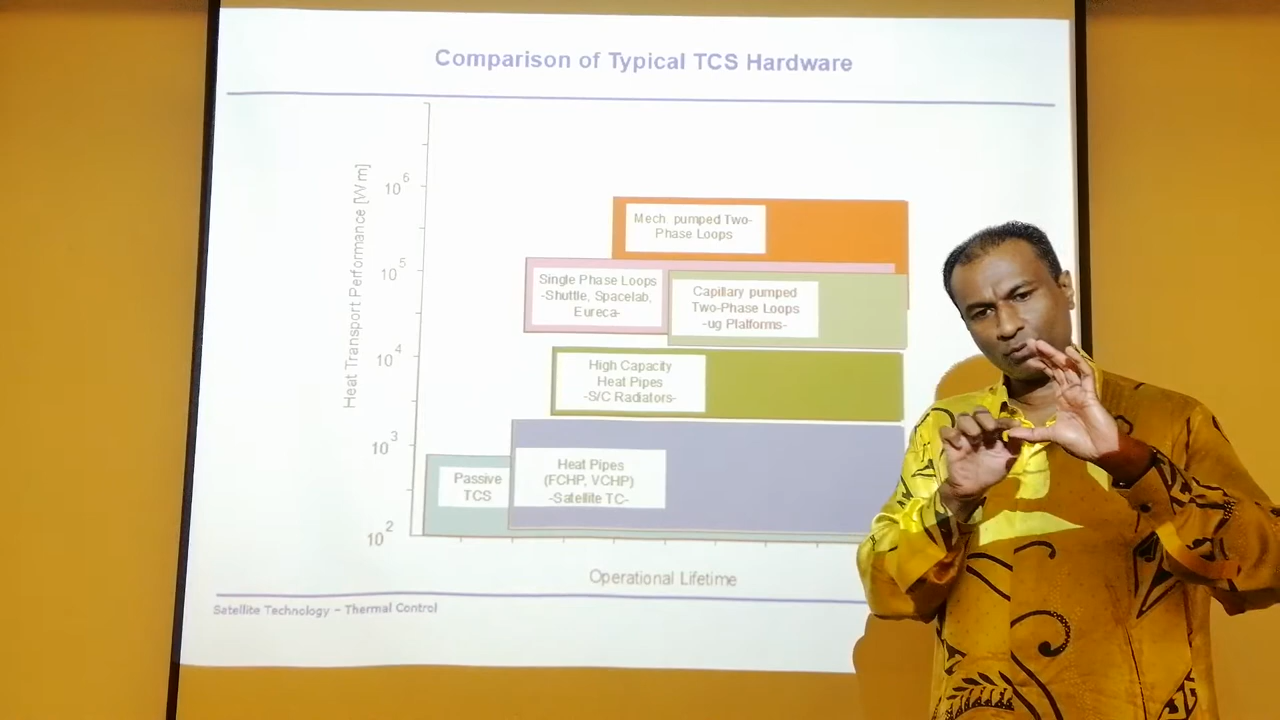 Comparison of Typical TCS Hardware
Heat Transport Performance [W m]
10^6
10^5
10^4
10^3
10^2
Mech pumped Two-
Phase Loops
Single Phase Loops
-Shuttle, Spacelab,
Eureca-
Capillary pumped
Two-Phase Loops
-ug Platforms-
High Capacity
Heat Pipes
-S/C Radiators-
Passive
TCS
Heat Pipes
(FCHP, VCHP)
-Satellite TC-
Operational Lifetime
Satellite Technology – Thermal Control